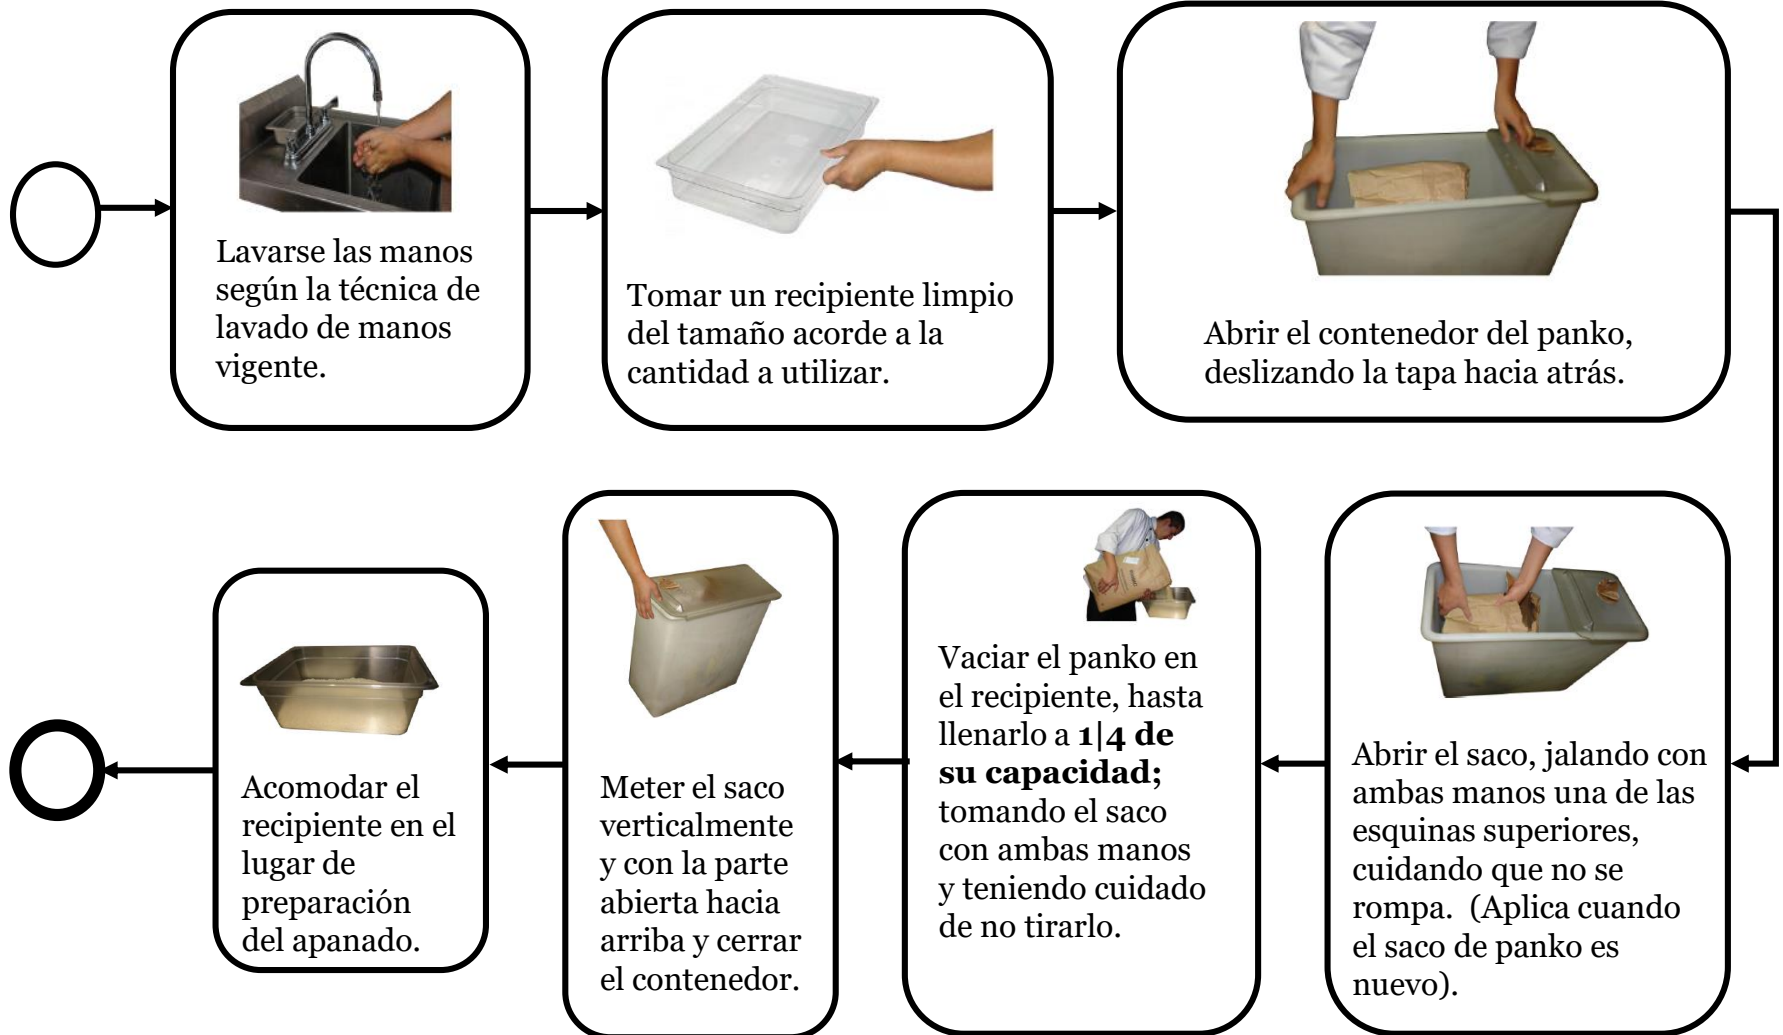 Lavarse las manos
según la técnica de
lavado de manos
vigente.
Tomar un recipiente limpio
del tamaño acorde a la
cantidad a utilizar.
Abrir el contenedor del panko,
deslizando la tapa hacia atrás.
Abrir el saco, jalando con
ambas manos una de las
esquinas superiores,
cuidando que no se
rompa.  (Aplica cuando
el saco de panko es
nuevo).
Vaciar el panko en
el recipiente, hasta
llenarlo a 1|4 de
su capacidad;
tomando el saco
con ambas manos
y teniendo cuidado
de no tirarlo.
Meter el saco
verticalmente
y con la parte
abierta hacia
arriba y cerrar
el contenedor.
Acomodar el
recipiente en el
lugar de
preparación
del apanado.